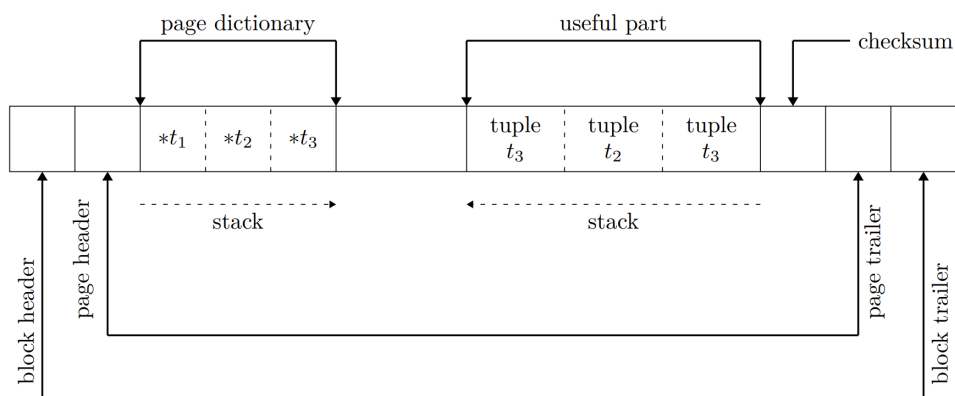 page dictionary
useful part
checksum
*t₁
*t₂
*t₃
tuple
t₃
tuple
t₂
tuple
t₃
stack
stack
block header
page header
page trailer
block trailer